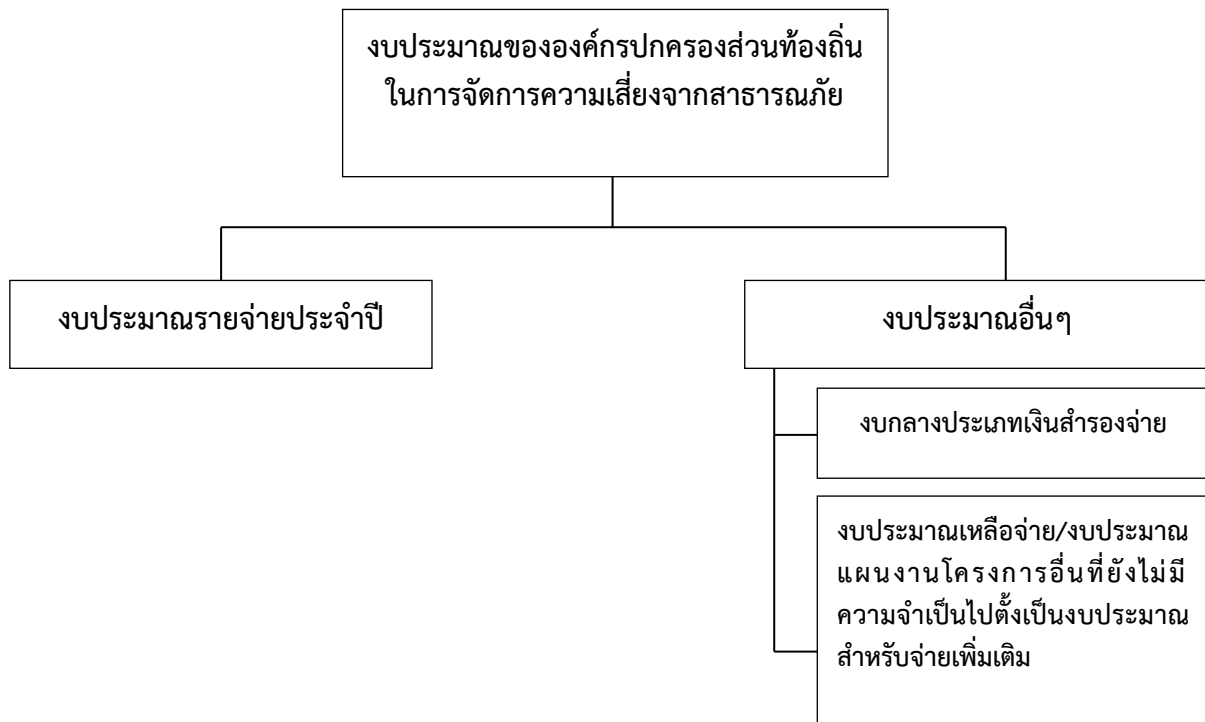 งบประมาณขององค์กรปกครองส่วนท้องถิ่น
ในการจัดการความเสี่ยงจากสาธารณภัย
งบประมาณรายจ่ายประจำปี
งบประมาณอื่นๆ
งบกลางประเภทเงินสำรองจ่าย
งบประมาณเหลือจ่าย/งบประมาณ
แผนงานโครงการอื่นที่ยังไม่มี
ความจำเป็นไปตั้งเป็นงบประมาณ
สำหรับจ่ายเพิ่มเติม